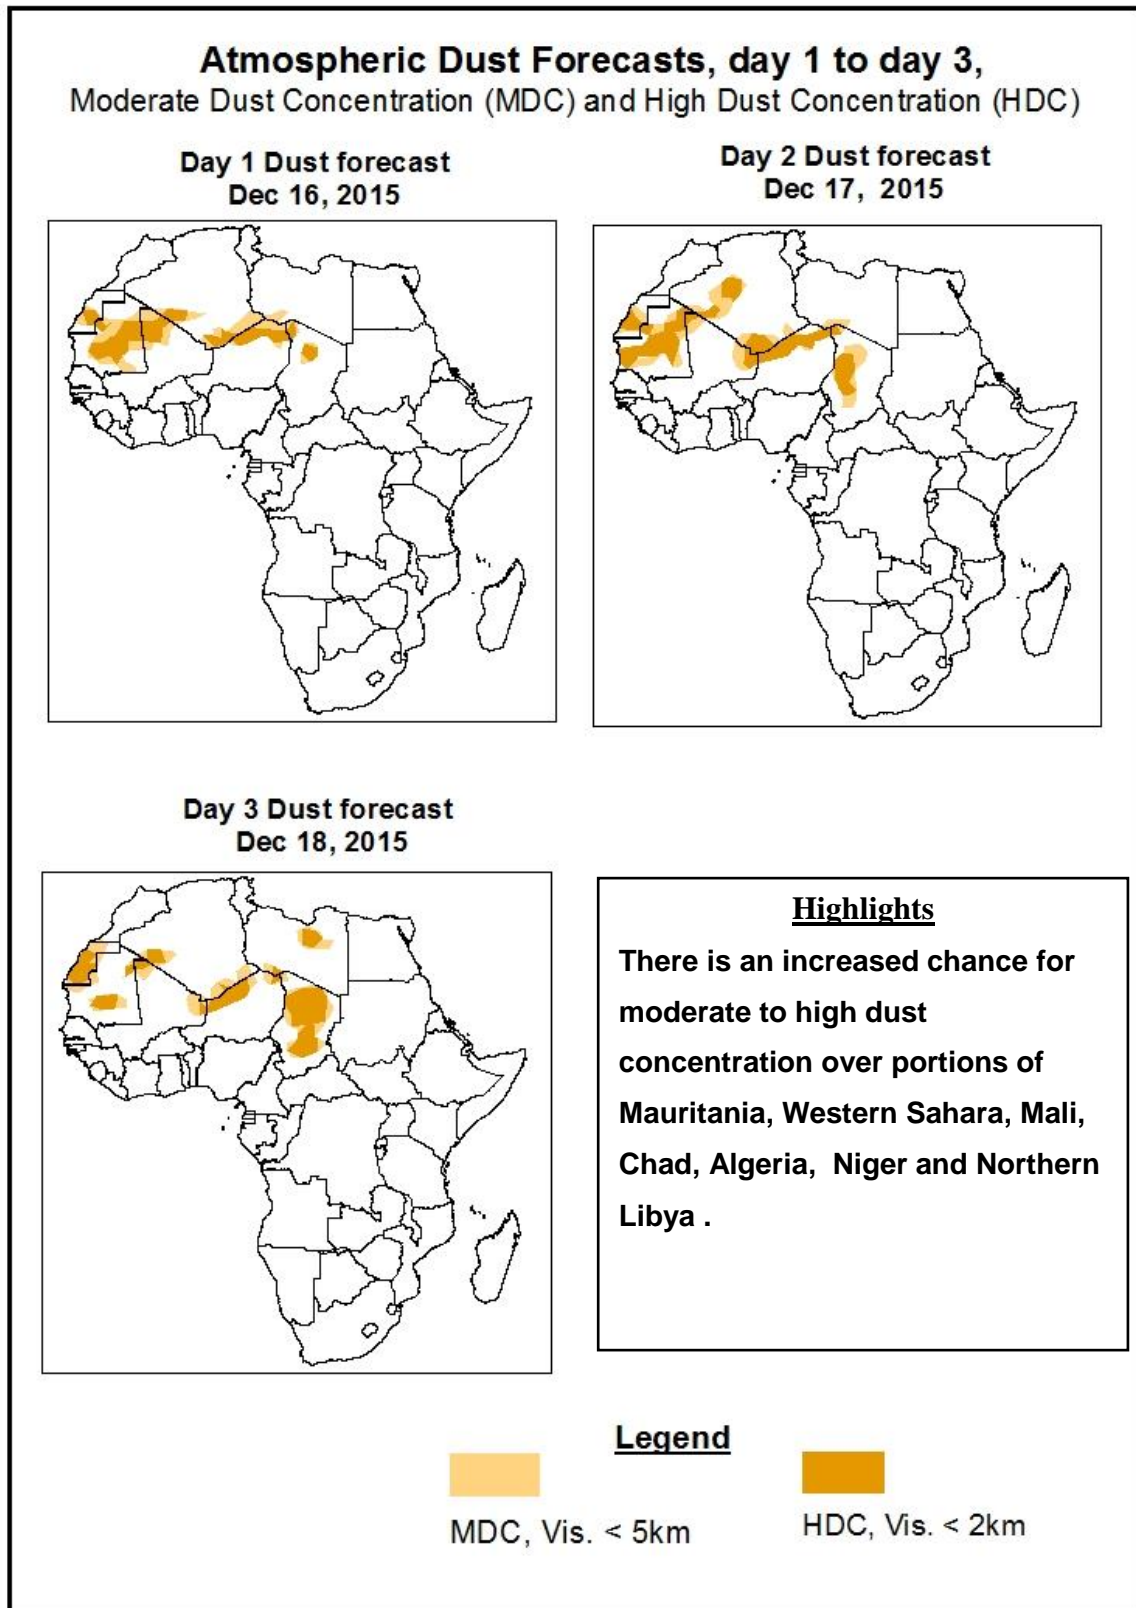 Atmospheric Dust Forecasts, day 1 to day 3,
Moderate Dust Concentration (MDC) and High Dust Concentration (HDC)
Day 1 Dust forecast
Dec 16, 2015
Day 2 Dust forecast
Dec 17, 2015
Day 3 Dust forecast
Dec 18, 2015
Highlights
There is an increased chance for
moderate to high dust
concentration over portions of
Mauritania, Western Sahara, Mali,
Chad, Algeria, Niger and Northern
Libya .
Legend
MDC, Vis. < 5km
HDC, Vis. < 2km